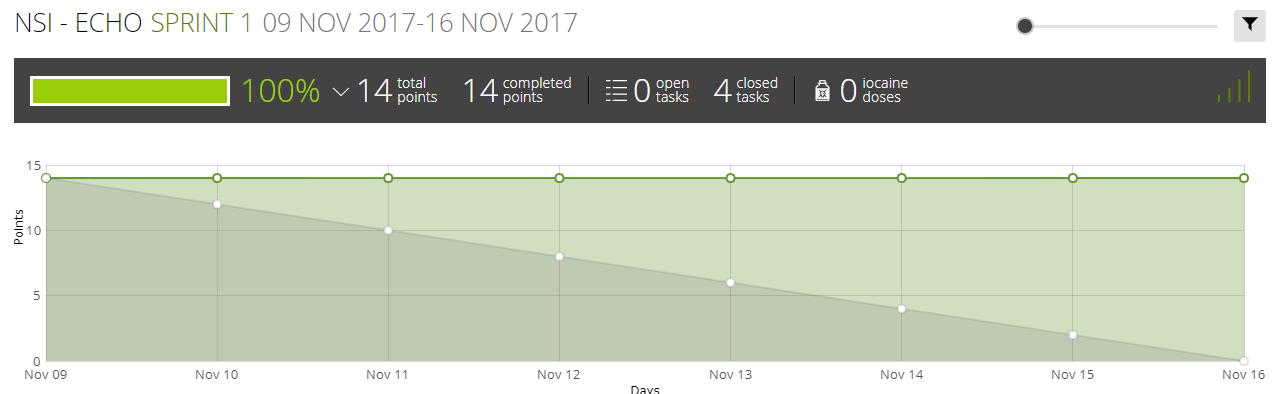 NSI - ECHO SPRINT 1 09 NOV 2017-16 NOV 2017
100% 14 total points 14 completed points 0 open tasks 4 closed tasks 0 iocaine doses
15
10
5
0
Points
Nov 09 Nov 10 Nov 11 Nov 12 Nov 13 Nov 14 Nov 15 Nov 16
Days